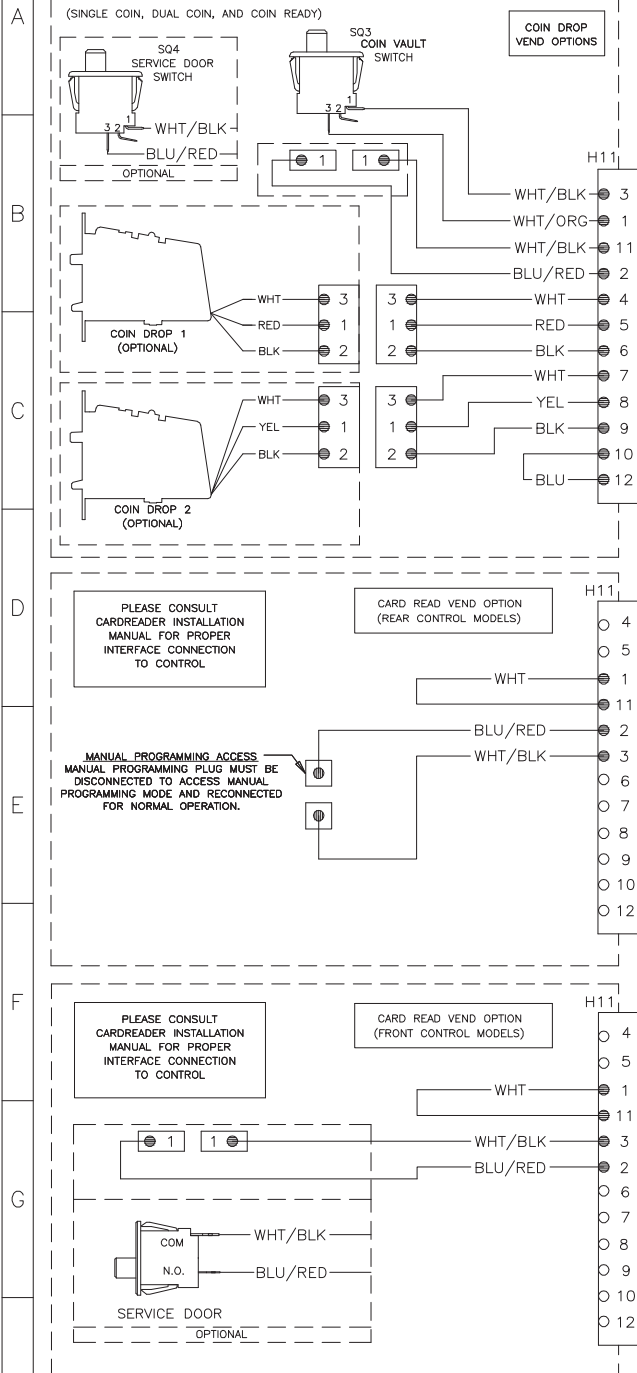 A
(SINGLE COIN, DUAL COIN, AND COIN READY)
COIN DROP
VEND OPTIONS
SQ4
SERVICE DOOR
SWITCH
SQ3
COIN VAULT
SWITCH
3 2 1
3 2 1
WHT/BLK
BLU/RED
OPTIONAL
1 1
H11
B
WHT/BLK 3
WHT/ORG 1
WHT/BLK 11
BLU/RED 2
WHT 3 3 WHT 4
RED 1 1 RED 5
BLK 2 2 BLK 6
COIN DROP 1
(OPTIONAL)
C
WHT 7
WHT 3 3 YEL 8
YEL 1 1 BLK 9
BLK 2 2 10
BLU 12
COIN DROP 2
(OPTIONAL)
D
PLEASE CONSULT
CARDREADER INSTALLATION
MANUAL FOR PROPER
INTERFACE CONNECTION
TO CONTROL
CARD READ VEND OPTION
(REAR CONTROL MODELS)
H11
4
5
WHT 1
11
BLU/RED 2
WHT/BLK 3
6
7
8
9
10
12
E
MANUAL PROGRAMMING ACCESS
MANUAL PROGRAMMING PLUG MUST BE
DISCONNECTED TO ACCESS MANUAL
PROGRAMMING MODE AND RECONNECTED
FOR NORMAL OPERATION.
F
PLEASE CONSULT
CARDREADER INSTALLATION
MANUAL FOR PROPER
INTERFACE CONNECTION
TO CONTROL
CARD READ VEND OPTION
(FRONT CONTROL MODELS)
H11
4
5
WHT 1
11
1 1 WHT/BLK 3
BLU/RED 2
6
7
8
9
10
12
G
COM WHT/BLK
N.O. BLU/RED
SERVICE DOOR
OPTIONAL